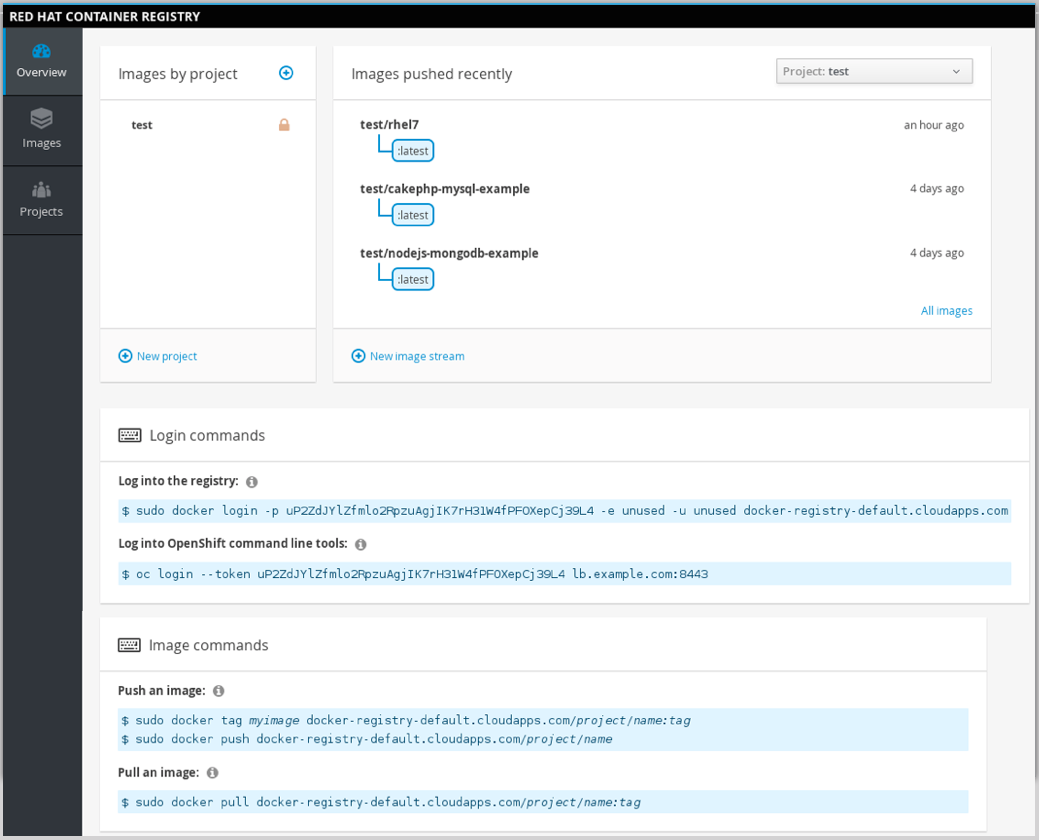 RED HAT CONTAINER REGISTRY
Overview
Images
Projects
Images by project
test
New project
Images pushed recently
Project: test
test/rhel7
an hour ago
:latest
test/cakephp-mysql-example
4 days ago
:latest
test/nodejs-mongodb-example
4 days ago
:latest
All images
New image stream
Login commands
Log into the registry:
$ sudo docker login -p uP2ZdJYlZfmlo2RpzuAgjIK7rH31W4fPFOXepCj39L4 -e unused -u unused docker-registry-default.cloudapps.com
Log into OpenShift command line tools:
$ oc login --token uP2ZdJYlZfmlo2RpzuAgjIK7rH31W4fPFOXepCj39L4 lb.example.com:8443
Image commands
Push an image:
$ sudo docker tag myimage docker-registry-default.cloudapps.com/project/name:tag
$ sudo docker push docker-registry-default.cloudapps.com/project/name
Pull an image:
$ sudo docker pull docker-registry-default.cloudapps.com/project/name:tag